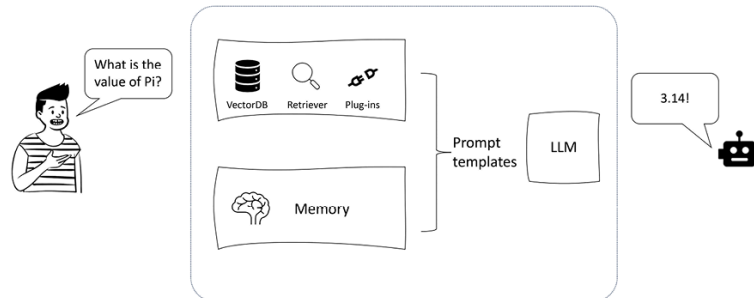 What is the
value of Pi?
VectorDB
Retriever
Plug-ins
Memory
Prompt
templates
LLM
3.14!